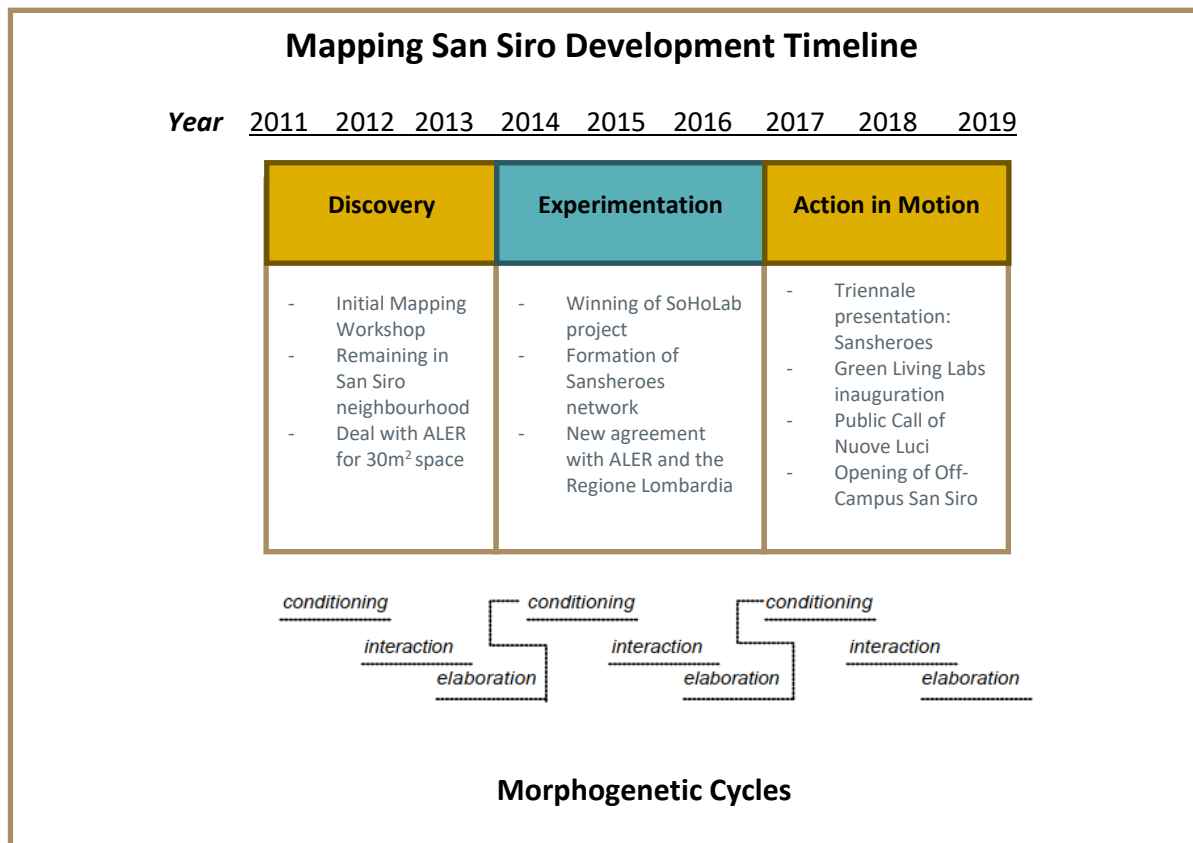 Mapping San Siro Development Timeline
Year 2011 2012 2013 2014 2015 2016 2017 2018 2019
Discovery
Experimentation
Action in Motion
- Initial Mapping
Workshop
- Remaining in
San Siro
neighbourhood
- Deal with ALER
for 30m² space
- Winning of SoHoLab
project
- Formation of
Sansheroes
network
- New agreement
with ALER and the
Regione Lombardia
- Triennale
presentation:
Sansheroes
- Green Living Labs
inauguration
- Public Call of
Nuove Luci
- Opening of Off-
Campus San Siro
conditioning
interaction
elaboration
conditioning
interaction
elaboration
conditioning
interaction
elaboration
Morphogenetic Cycles